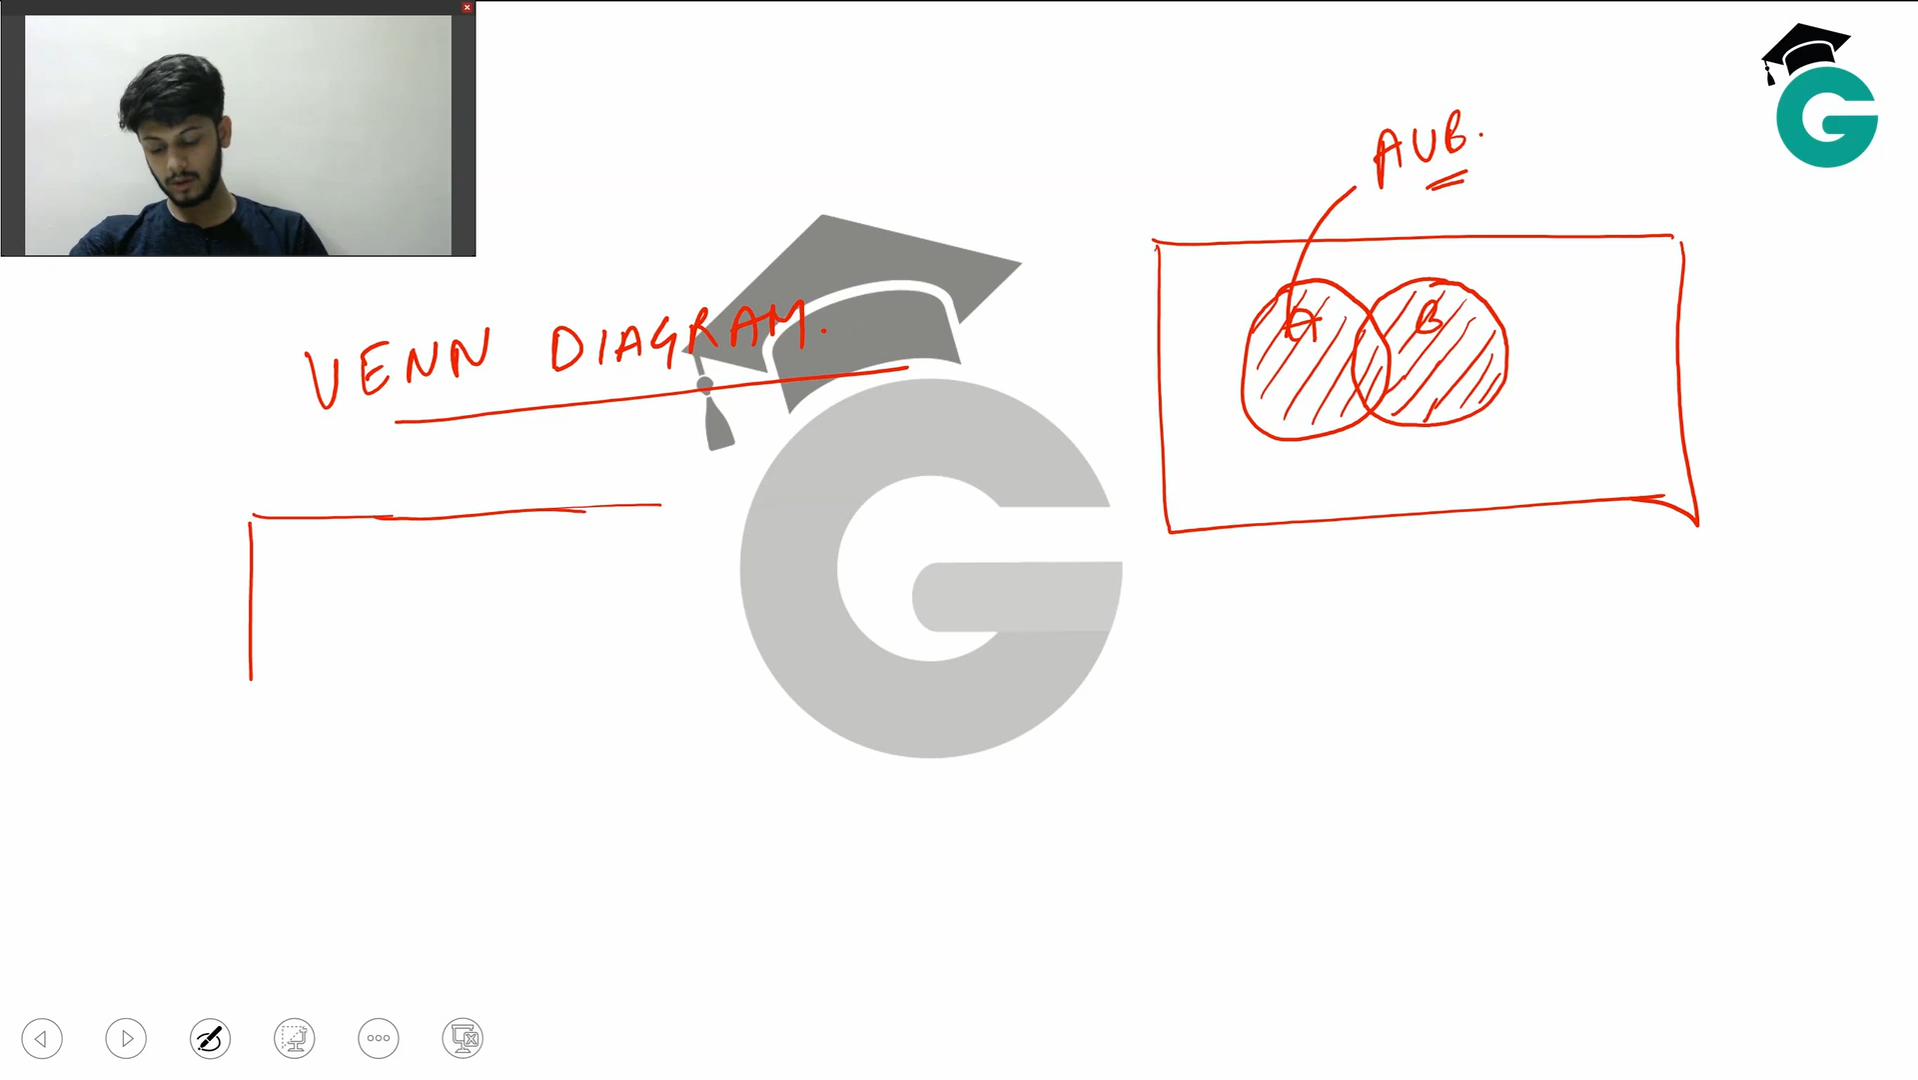 A∪B.
VENN DIAGRAM.
A B
G
G